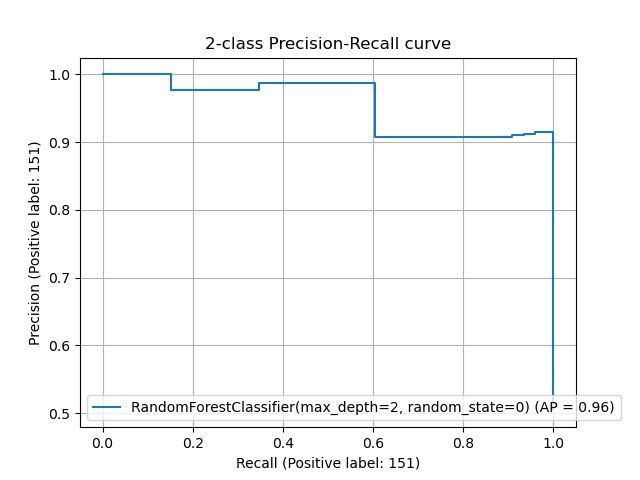 2-class Precision-Recall curve
1.0
0.9
0.8
0.7
0.6
0.5
Precision (Positive label: 151)
RandomForestClassifier(max_depth=2, random_state=0) (AP = 0.96)
0.0 0.2 0.4 0.6 0.8 1.0
Recall (Positive label: 151)